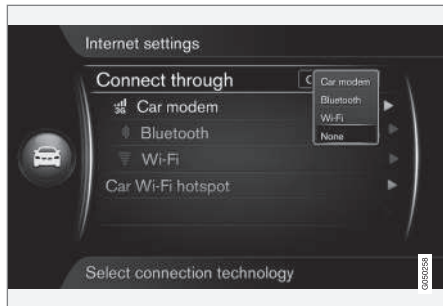 Internet settings
Connect through
Car modem
Bluetooth
Wi-Fi
None
3G Car modem
Bluetooth
Wi-Fi
Car Wi-Fi hotspot
Select connection technology
G050258